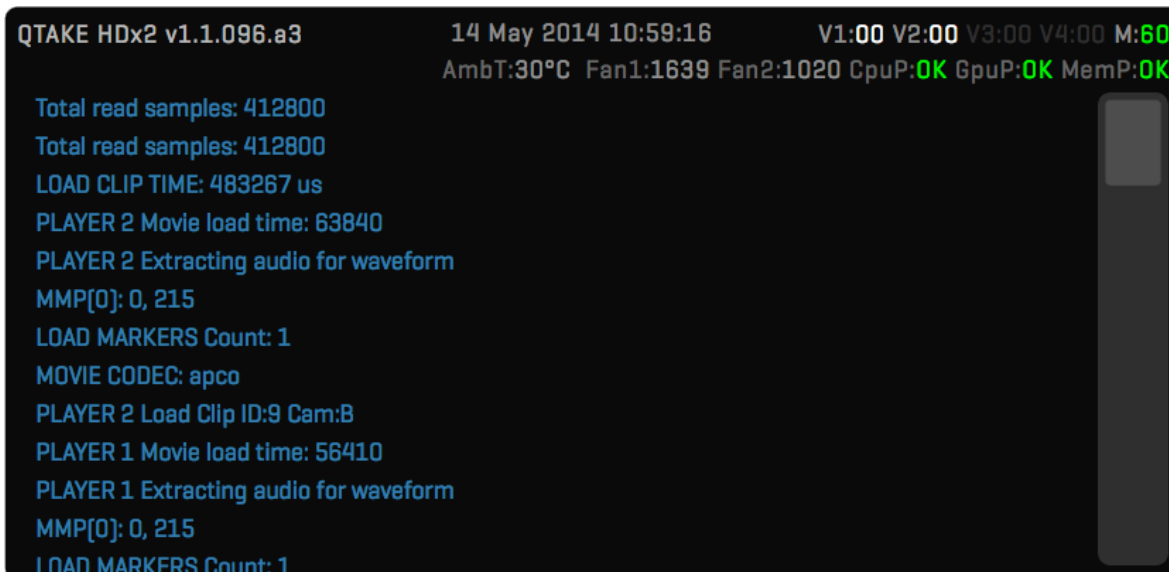 QTAKE HDx2 v1.1.096.a3 14 May 2014 10:59:16 V1:00 V2:00 V3:00 V4:00 M:60
AmbT:30°C Fan1:1639 Fan2:1020 CpuP:OK GpuP:OK MemP:OK
Total read samples: 412800
Total read samples: 412800
LOAD CLIP TIME: 483267 us
PLAYER 2 Movie load time: 63840
PLAYER 2 Extracting audio for waveform
MMP[0]: 0, 215
LOAD MARKERS Count: 1
MOVIE CODEC: apco
PLAYER 2 Load Clip ID:9 Cam:B
PLAYER 1 Movie load time: 56410
PLAYER 1 Extracting audio for waveform
MMP[0]: 0, 215
LOAD MARKERS Count: 1